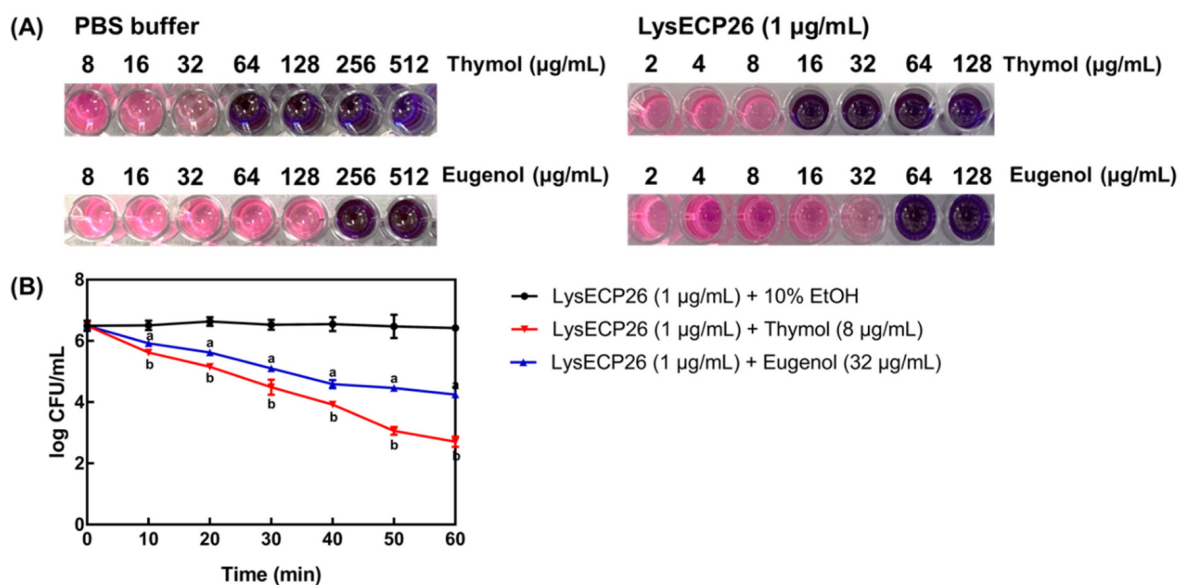 (A) PBS buffer LysECP26 (1 µg/mL)
8 16 32 64 128 256 512 Thymol (µg/mL) 2 4 8 16 32 64 128 Thymol (µg/mL)
8 16 32 64 128 256 512 Eugenol (µg/mL) 2 4 8 16 32 64 128 Eugenol (µg/mL)
(B)
log CFU/mL
8
6
4
2
0
a a a a a a
b b b b b b
0 10 20 30 40 50 60
Time (min)
LysECP26 (1 µg/mL) + 10% EtOH
LysECP26 (1 µg/mL) + Thymol (8 µg/mL)
LysECP26 (1 µg/mL) + Eugenol (32 µg/mL)